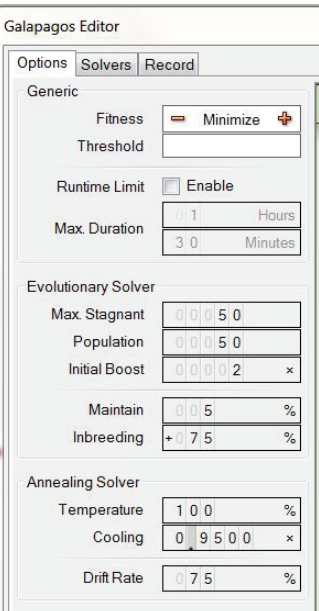 Galapagos Editor
Options Solvers Record
Generic
Fitness Minimize
Threshold
Runtime Limit Enable
Max. Duration 01 Hours
30 Minutes
Evolutionary Solver
Max. Stagnant 00050
Population 00050
Initial Boost 00002 ×
Maintain 005 %
Inbreeding +075 %
Annealing Solver
Temperature 100 %
Cooling 0.9500 ×
Drift Rate 075 %